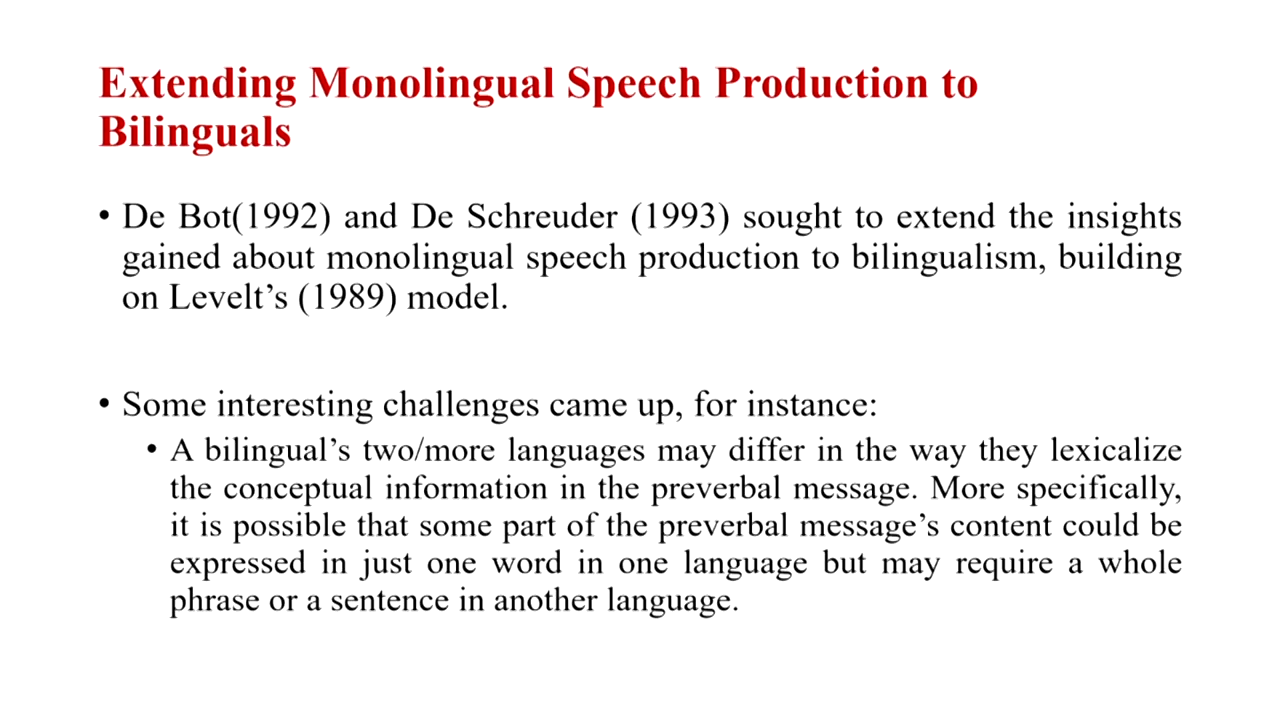 Extending Monolingual Speech Production to
Bilinguals
• De Bot(1992) and De Schreuder (1993) sought to extend the insights
gained about monolingual speech production to bilingualism, building
on Levelt’s (1989) model.
• Some interesting challenges came up, for instance:
• A bilingual’s two/more languages may differ in the way they lexicalize
the conceptual information in the preverbal message. More specifically,
it is possible that some part of the preverbal message’s content could be
expressed in just one word in one language but may require a whole
phrase or a sentence in another language.